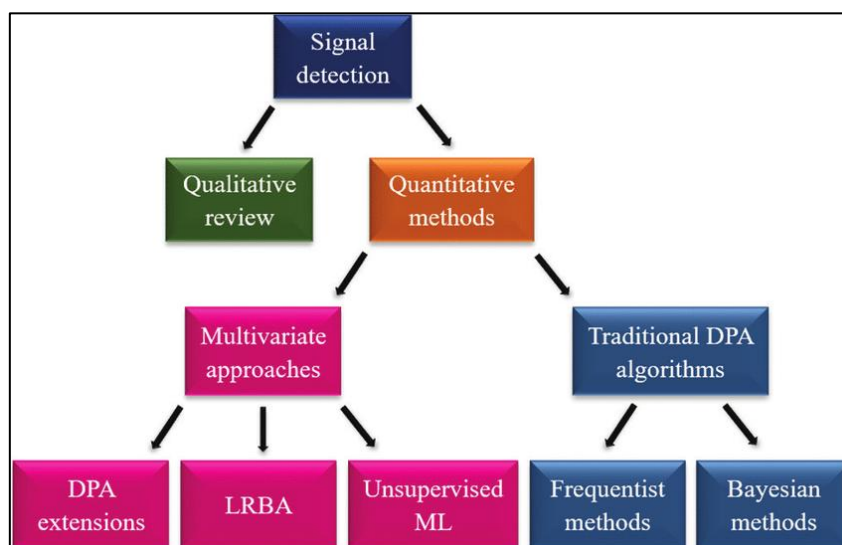 Signal
detection
Qualitative
review
Quantitative
methods
Multivariate
approaches
Traditional DPA
algorithms
DPA
extensions
LRBA
Unsupervised
ML
Frequentist
methods
Bayesian
methods